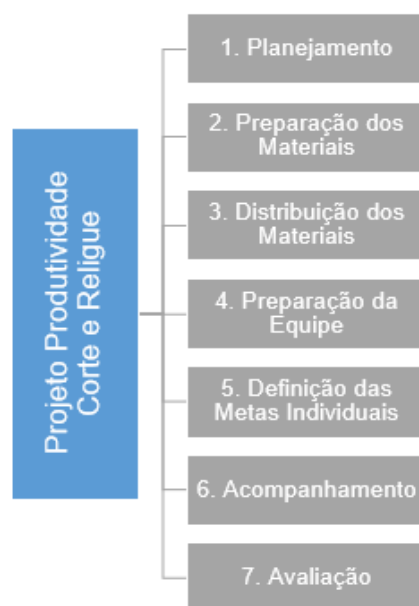 Projeto Produtividade
Corte e Religue
1. Planejamento
2. Preparação dos
Materiais
3. Distribuição dos
Materiais
4. Preparação da
Equipe
5. Definição das
Metas Individuais
6. Acompanhamento
7. Avaliação